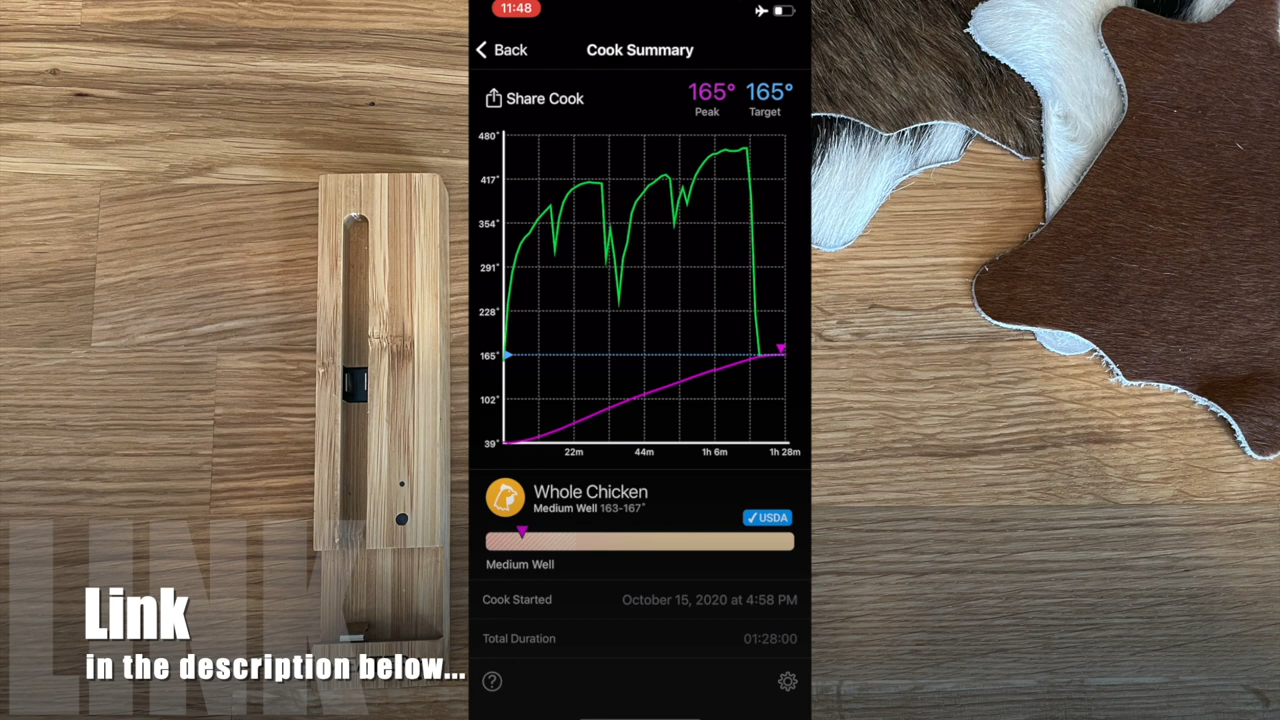 11:48
Back
Cook Summary
Share Cook
165° 165°
Peak Target
480°
417°
354°
291°
228°
165°
102°
39°
22m 44m 1h 6m 1h 28m
Whole Chicken
Medium Well 163-167°
✓USDA
Medium Well
Cook Started October 15, 2020 at 4:58 PM
Total Duration 01:28:00
LINK
Link
in the description below...